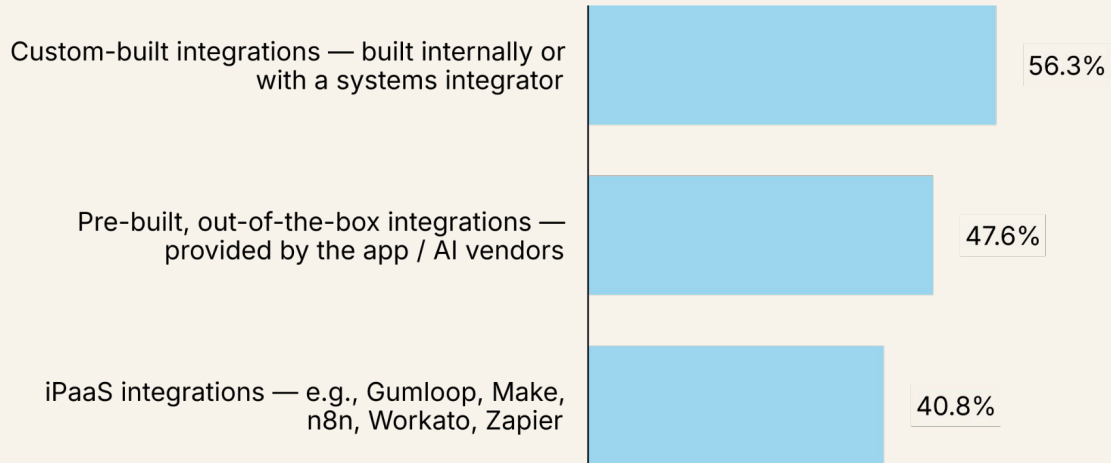 Custom-built integrations — built internally or
with a systems integrator
56.3%
Pre-built, out-of-the-box integrations —
provided by the app / AI vendors
47.6%
iPaaS integrations — e.g., Gumloop, Make,
n8n, Workato, Zapier
40.8%